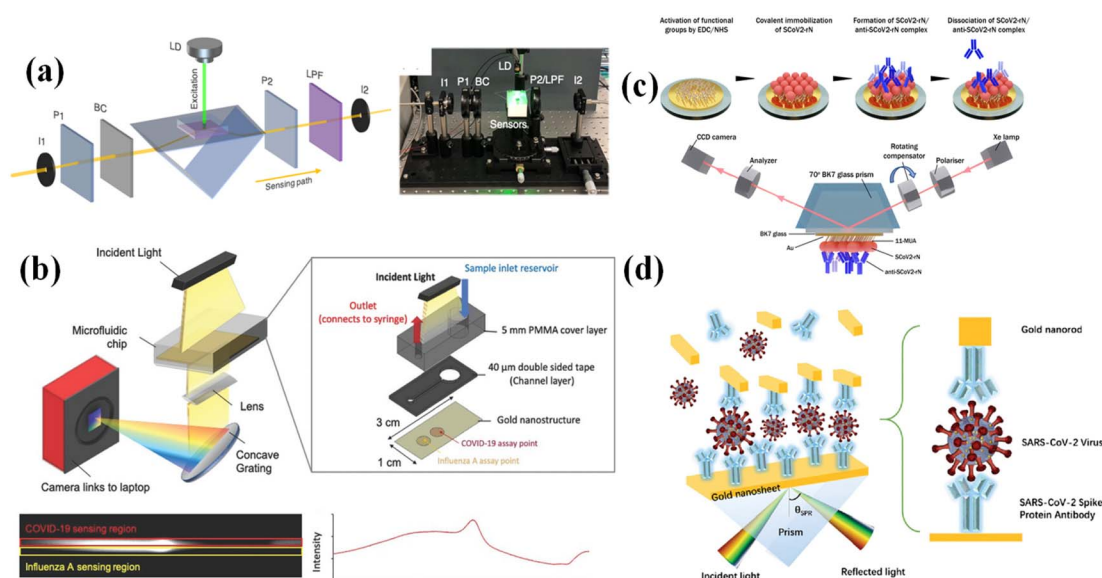 (a)
LD
Excitation
P2
LPF
I2
BC
P1
I1
Sensing path
LD
I1 P1 BC
P2/LPF
I2
Sensors
(c)
Activation of functional
groups by EDC/NHS
Covalent immobilization
of SCoV2-rN
Formation of SCoV2-rN/
anti-SCoV2-rN complex
Dissociation of SCoV2-rN/
anti-SCoV2-rN complex
CCD camera
Analyzer
Rotating
compensator
Polariser
Xe lamp
70° BK7 glass prism
BK7 glass
Au
11-MUA
SCoV2-rN
anti-SCoV2-rN
(b)
Incident Light
Microfluidic
chip
Lens
Concave
Grating
Camera links to laptop
Incident Light
Sample inlet reservoir
Outlet
(connects to syringe)
5 mm PMMA cover layer
40 μm double sided tape
(Channel layer)
3 cm
Gold nanostructure
COVID-19 assay point
1 cm
Influenza A assay point
COVID-19 sensing region
Influenza A sensing region
Intensity
(d)
Gold nanorod
SARS-CoV-2 Virus
SARS-CoV-2 Spike
Protein Antibody
Gold nanosheet
θSPR
Prism
Incident light
Reflected light